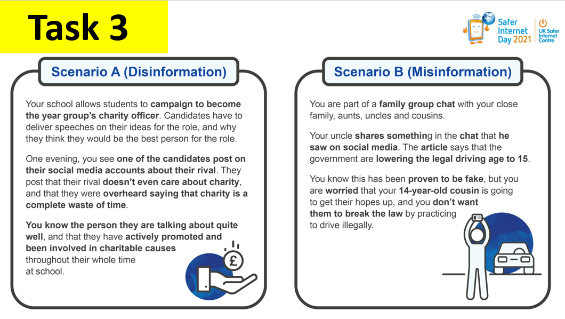 Task 3
Safer
Internet
Day 2021
UK Safer
Internet
Centre
Scenario A (Disinformation)
Your school allows students to campaign to become
the year group's charity officer. Candidates have to
deliver speeches on their ideas for the role, and why
they think they would be the best person for the role.
One evening, you see one of the candidates post on
their social media accounts about their rival. They
post that their rival doesn't even care about charity,
and that they were overheard saying that charity is a
complete waste of time.
You know the person they are talking about quite
well, and that they have actively promoted and
been involved in charitable causes
throughout their whole time
at school.
£
Scenario B (Misinformation)
You are part of a family group chat with your close
family, aunts, uncles and cousins.
Your uncle shares something in the chat that he
saw on social media. The article says that the
government are lowering the legal driving age to 15.
You know this has been proven to be fake, but you
are worried that your 14-year-old cousin is going
to get their hopes up, and you don't want
them to break the law by practicing
to drive illegally.